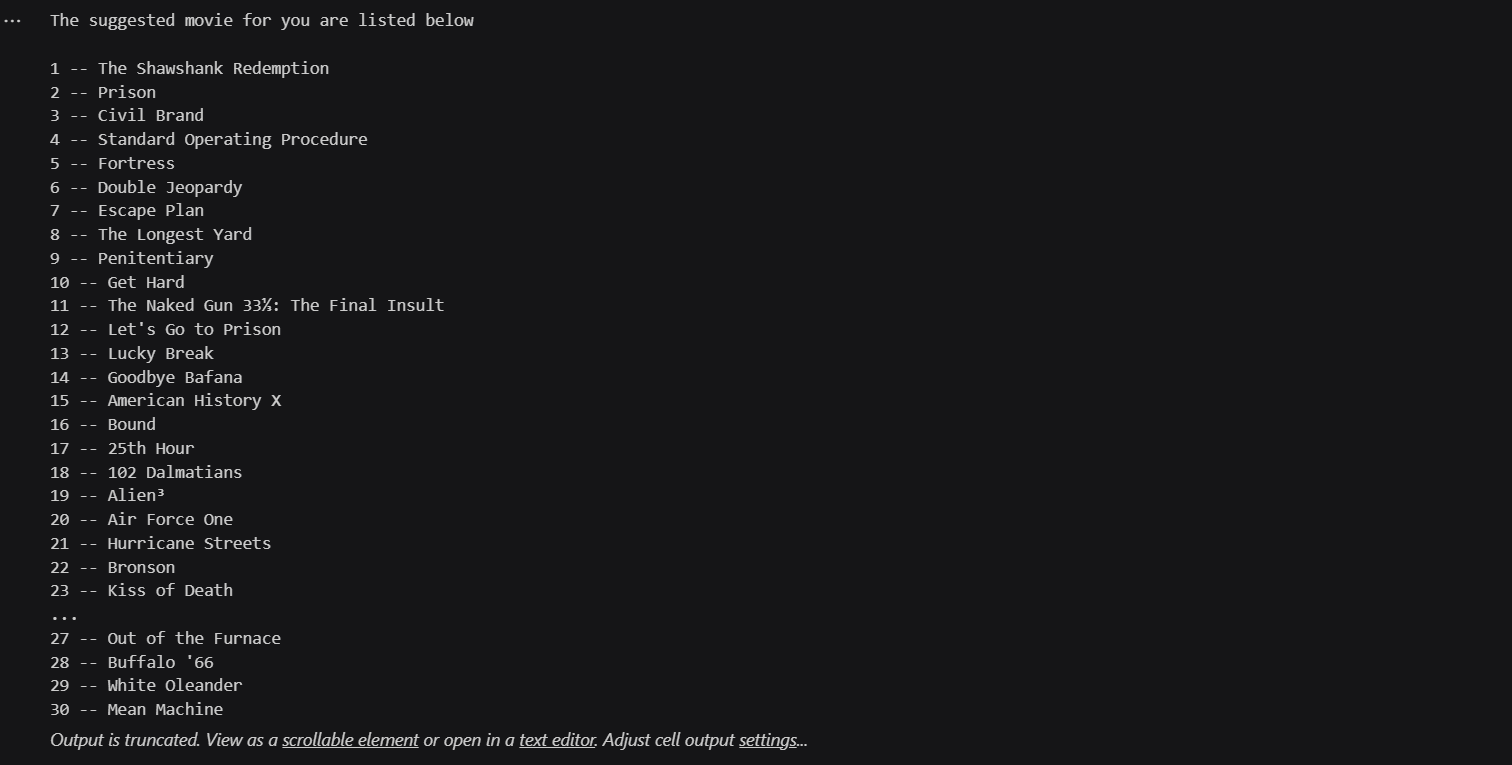 ...
The suggested movie for you are listed below
1 -- The Shawshank Redemption
2 -- Prison
3 -- Civil Brand
4 -- Standard Operating Procedure
5 -- Fortress
6 -- Double Jeopardy
7 -- Escape Plan
8 -- The Longest Yard
9 -- Penitentiary
10 -- Get Hard
11 -- The Naked Gun 33⅓: The Final Insult
12 -- Let's Go to Prison
13 -- Lucky Break
14 -- Goodbye Bafana
15 -- American History X
16 -- Bound
17 -- 25th Hour
18 -- 102 Dalmatians
19 -- Alien³
20 -- Air Force One
21 -- Hurricane Streets
22 -- Bronson
23 -- Kiss of Death
...
27 -- Out of the Furnace
28 -- Buffalo '66
29 -- White Oleander
30 -- Mean Machine
Output is truncated. View as a scrollable element or open in a text editor. Adjust cell output settings...